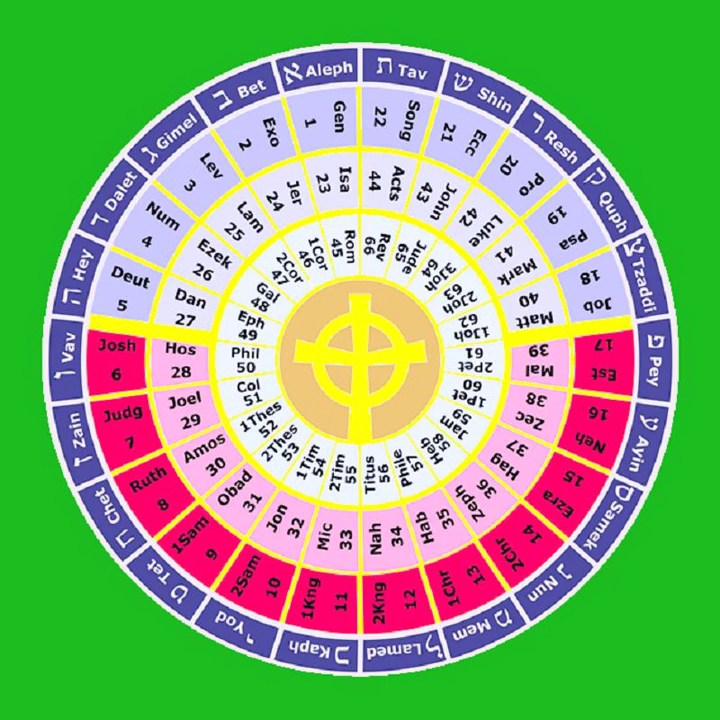 א Aleph
ב Bet
ג Gimel
ד Dalet
ה Hey
ו Vav
ז Zain
ח Chet
ט Tet
י Yod
כ Kaph
ל Lamed
מ Mem
נ Nun
ס Samek
ע Ayin
פ Pey
צ Tzaddi
ק Quph
ר Resh
ש Shin
ת Tav
Gen
1
Exo
2
Lev
3
Num
4
Deut
5
Josh
6
Judg
7
Ruth
8
1Sam
9
2Sam
10
1Kng
11
2Kng
12
1Chr
13
2Chr
14
Ezra
15
Neh
16
Est
17
Job
18
Psa
19
Pro
20
Ecc
21
Song
22
Isa
23
Jer
24
Lam
25
Ezek
26
Dan
27
Hos
28
Joel
29
Amos
30
Obad
31
Jon
32
Mic
33
Nah
34
Hab
35
Zeph
36
Hag
37
Zec
38
Mal
39
Matt
40
Mark
41
Luke
42
John
43
Acts
44
Rom
45
1Cor
46
2Cor
47
Gal
48
Eph
49
Phil
50
Col
51
1Thes
52
2Thes
53
1Tim
54
2Tim
55
Titus
56
Phile
57
Heb
58
Jam
59
1Pet
60
2Pet
61
1Joh
62
2Joh
63
3Joh
64
Jude
65
Rev
66